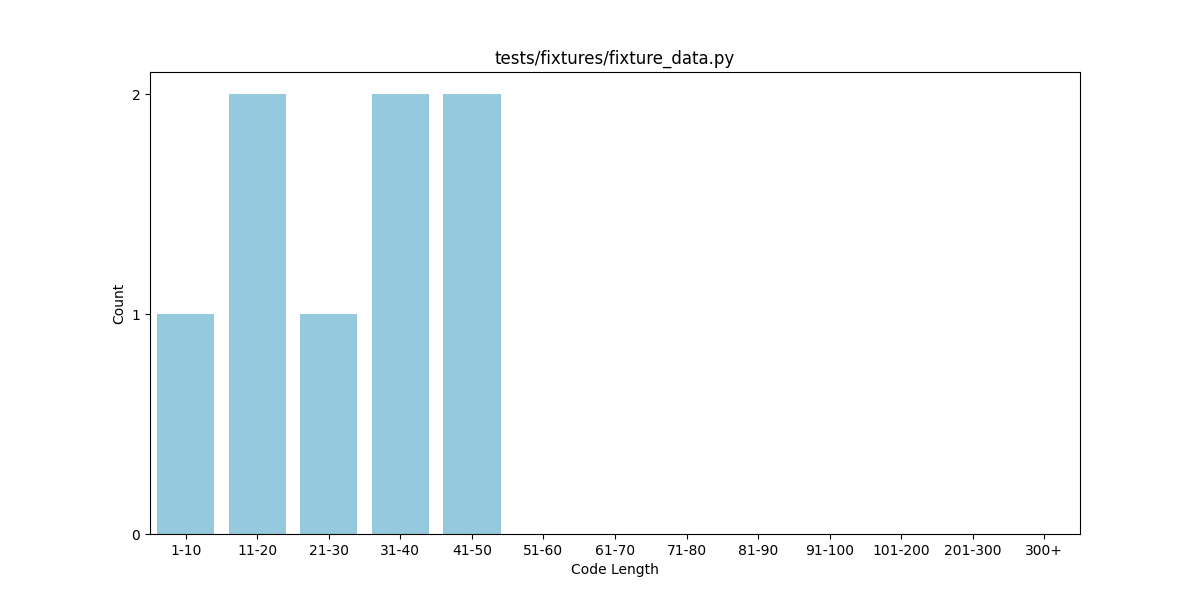 tests/fixtures/fixture_data.py
2
1
0
Count
1-10 11-20 21-30 31-40 41-50 51-60 61-70 71-80 81-90 91-100 101-200 201-300 300+
Code Length